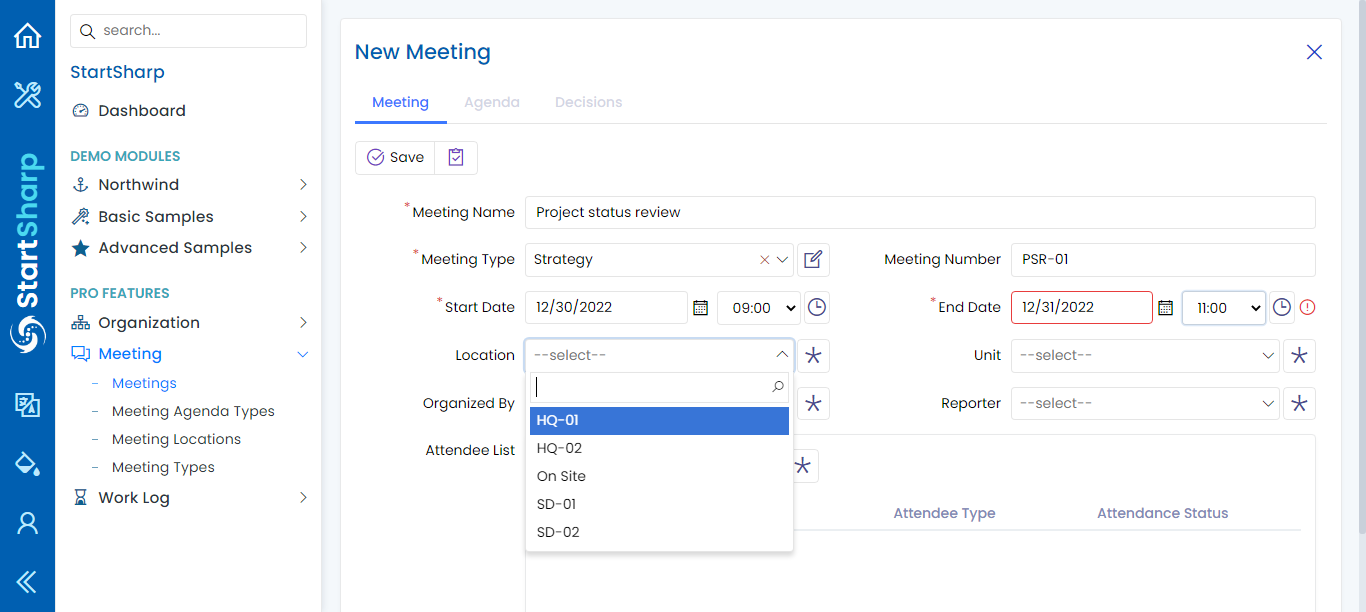 search...
StartSharp
Dashboard
DEMO MODULES
Northwind
Basic Samples
Advanced Samples
PRO FEATURES
Organization
Meeting
– Meetings
– Meeting Agenda Types
– Meeting Locations
– Meeting Types
Work Log
StartSharp
New Meeting
Meeting Agenda Decisions
Save
*Meeting Name Project status review
*Meeting Type Strategy Meeting Number PSR-01
*Start Date 12/30/2022 09:00 *End Date 12/31/2022 11:00
Location --select-- Unit --select--
Organized By Reporter --select--
HQ-01
HQ-02
On Site
SD-01
SD-02
Attendee List
Attendee Type Attendance Status